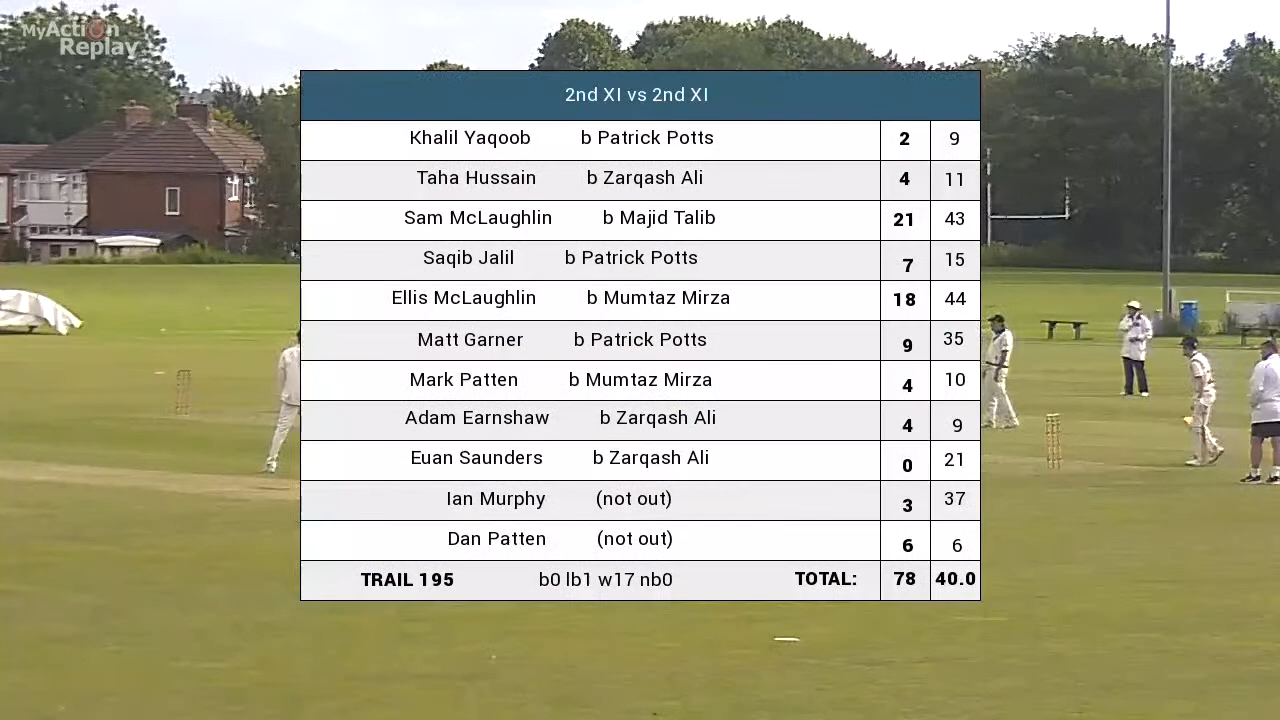 MyAction
Replay
2nd XI vs 2nd XI
Khalil Yaqoob b Patrick Potts 2 9
Taha Hussain b Zarqash Ali 4 11
Sam McLaughlin b Majid Talib 21 43
Saqib Jalil b Patrick Potts 7 15
Ellis McLaughlin b Mumtaz Mirza 18 44
Matt Garner b Patrick Potts 9 35
Mark Patten b Mumtaz Mirza 4 10
Adam Earnshaw b Zarqash Ali 4 9
Euan Saunders b Zarqash Ali 0 21
Ian Murphy (not out) 3 37
Dan Patten (not out) 6 6
TRAIL 195 b0 lb1 w17 nb0 TOTAL: 78 40.0